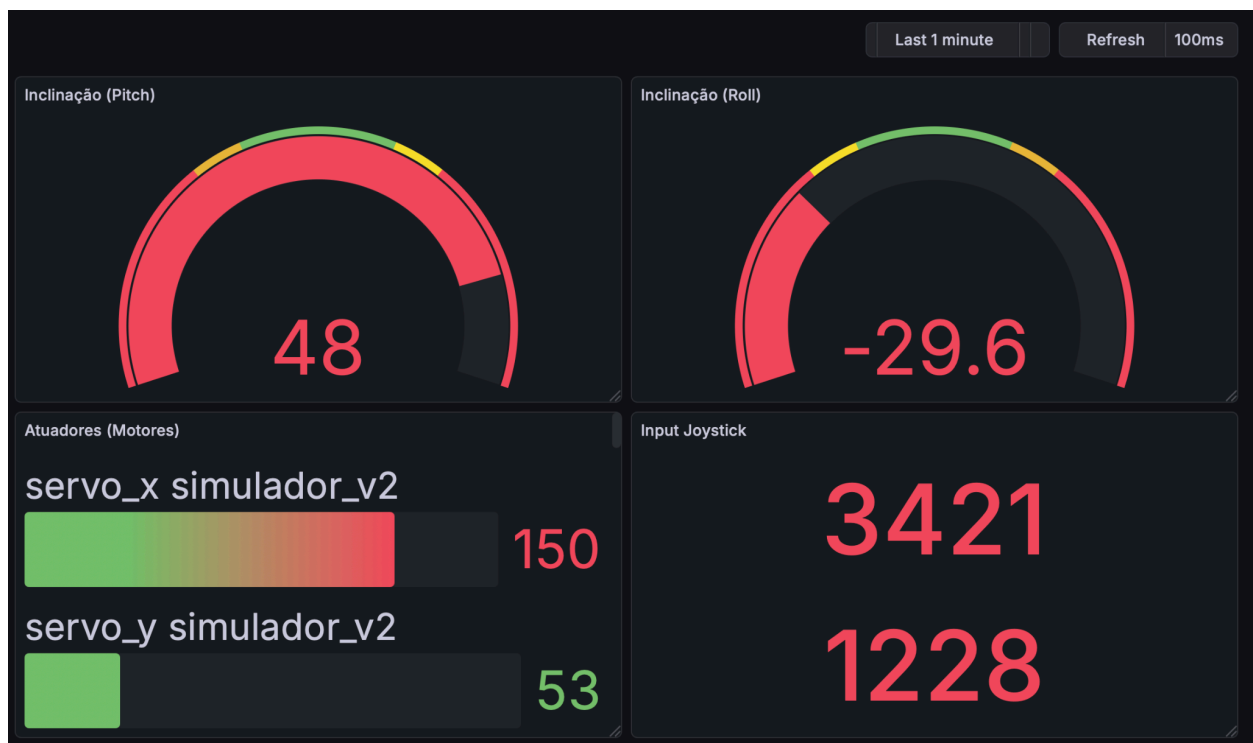 Last 1 minute
Refresh
100ms
Inclinação (Pitch)
48
Inclinação (Roll)
-29.6
Atuadores (Motores)
servo_x simulador_v2
150
servo_y simulador_v2
53
Input Joystick
3421
1228